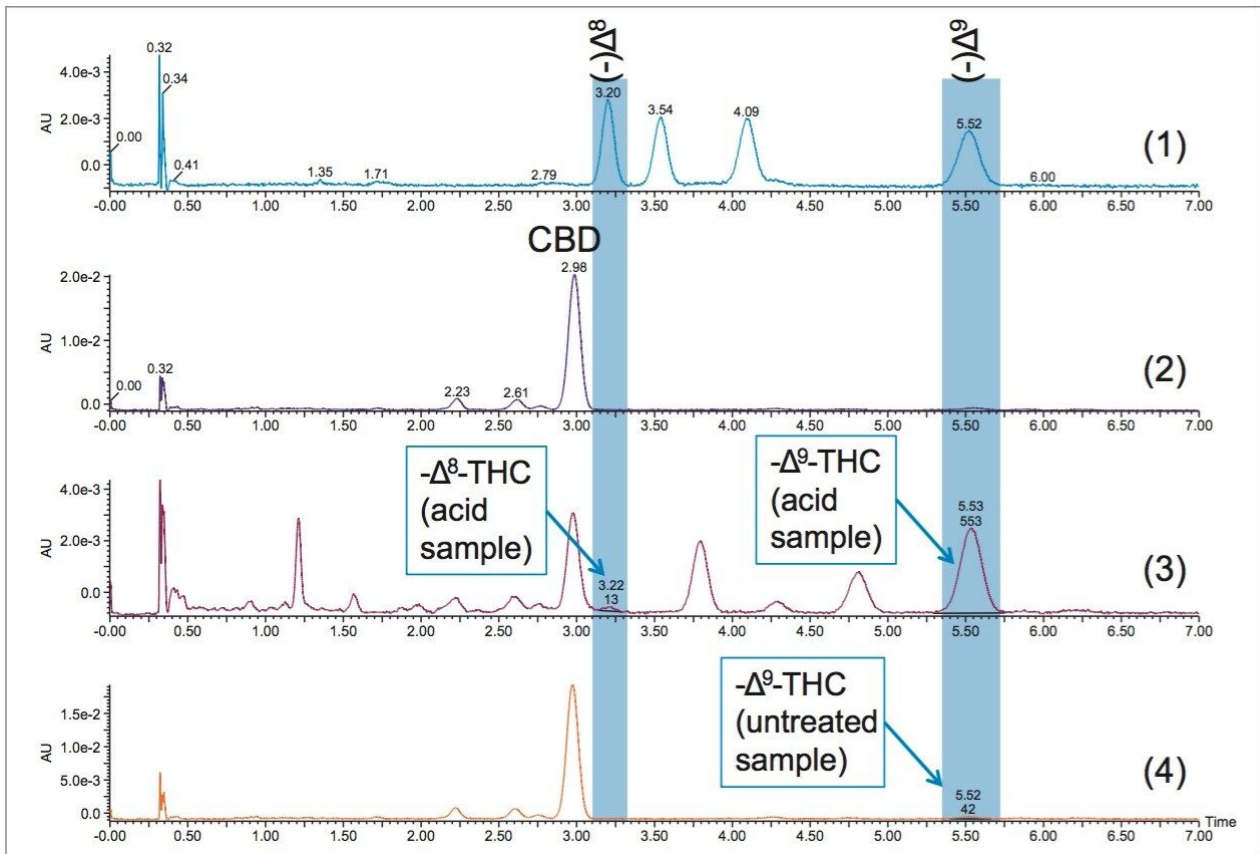 (-)Δ⁸
(-)Δ⁹
0.32
0.34
0.00
0.41
1.35
1.71
2.79
3.20
3.54
4.09
5.52
6.00
4.0e-3
2.0e-3
0.0
AU
(1)
-0.00 0.50 1.00 1.50 2.00 2.50 3.00 3.50 4.00 4.50 5.00 5.50 6.00 6.50 7.00
CBD
2.98
2.0e-2
1.0e-2
0.0
AU
0.00
0.32
2.23
2.61
(2)
-0.00 0.50 1.00 1.50 2.00 2.50 3.00 3.50 4.00 4.50 5.00 5.50 6.00 6.50 7.00
-Δ⁸-THC
(acid
sample)
-Δ⁹-THC
(acid
sample)
4.0e-3
2.0e-3
0.0
AU
3.22
13
5.53
553
(3)
-0.00 0.50 1.00 1.50 2.00 2.50 3.00 3.50 4.00 4.50 5.00 5.50 6.00 6.50 7.00
-Δ⁹-THC
(untreated
sample)
1.5e-2
1.0e-2
5.0e-3
0.0
AU
5.52
42
(4)
-0.00 0.50 1.00 1.50 2.00 2.50 3.00 3.50 4.00 4.50 5.00 5.50 6.00 6.50 7.00 Time